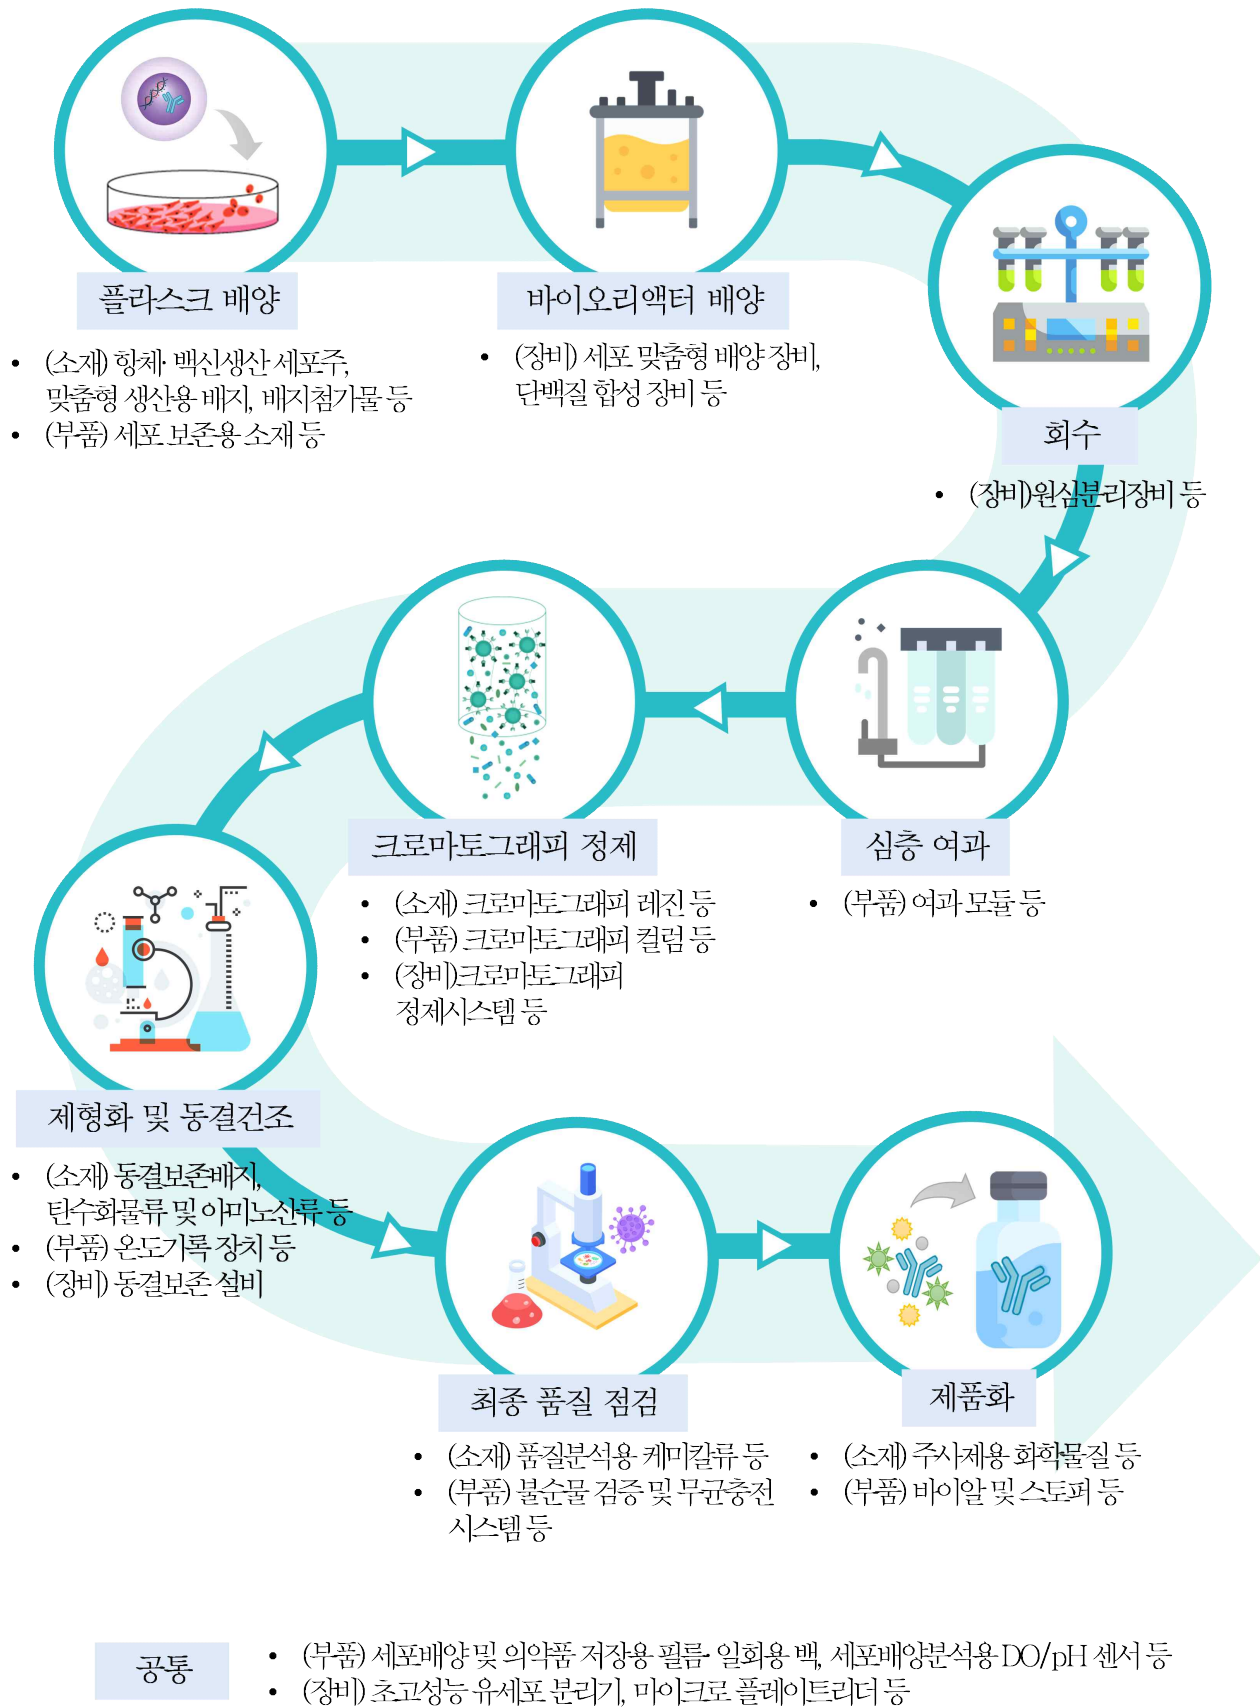 플라스크 배양
• (소재) 항체· 백신생산 세포주,
맞춤형 생산용 배지, 배지첨가물 등
• (부품) 세포 보존용 소재 등
바이오리액터 배양
• (장비) 세포 맞춤형 배양 장비,
단백질 합성 장비 등
회수
• (장비)원심분리장비 등
심층 여과
• (부품) 여과 모듈 등
크로마토그래피 정제
• (소재) 크로마토그래피 레진 등
• (부품) 크로마토그래피 컬럼 등
• (장비)크로마토그래피
정제시스템 등
제형화 및 동결건조
• (소재) 동결보존배지,
탄수화물류 및 아미노산류 등
• (부품) 온도기록 장치 등
• (장비) 동결보존 설비
최종 품질 점검
• (소재) 품질분석용 케미칼류 등
• (부품) 불순물 검증 및 무균충전
시스템 등
제품화
• (소재) 주사제용 화학물질 등
• (부품) 바이알 및 스토퍼 등
공통
• (부품) 세포배양 및 의약품 저장용 필름· 일회용 백, 세포배양분석용 DO/pH 센서 등
• (장비) 초고성능 유세포 분리기, 마이크로 플레이트리더 등